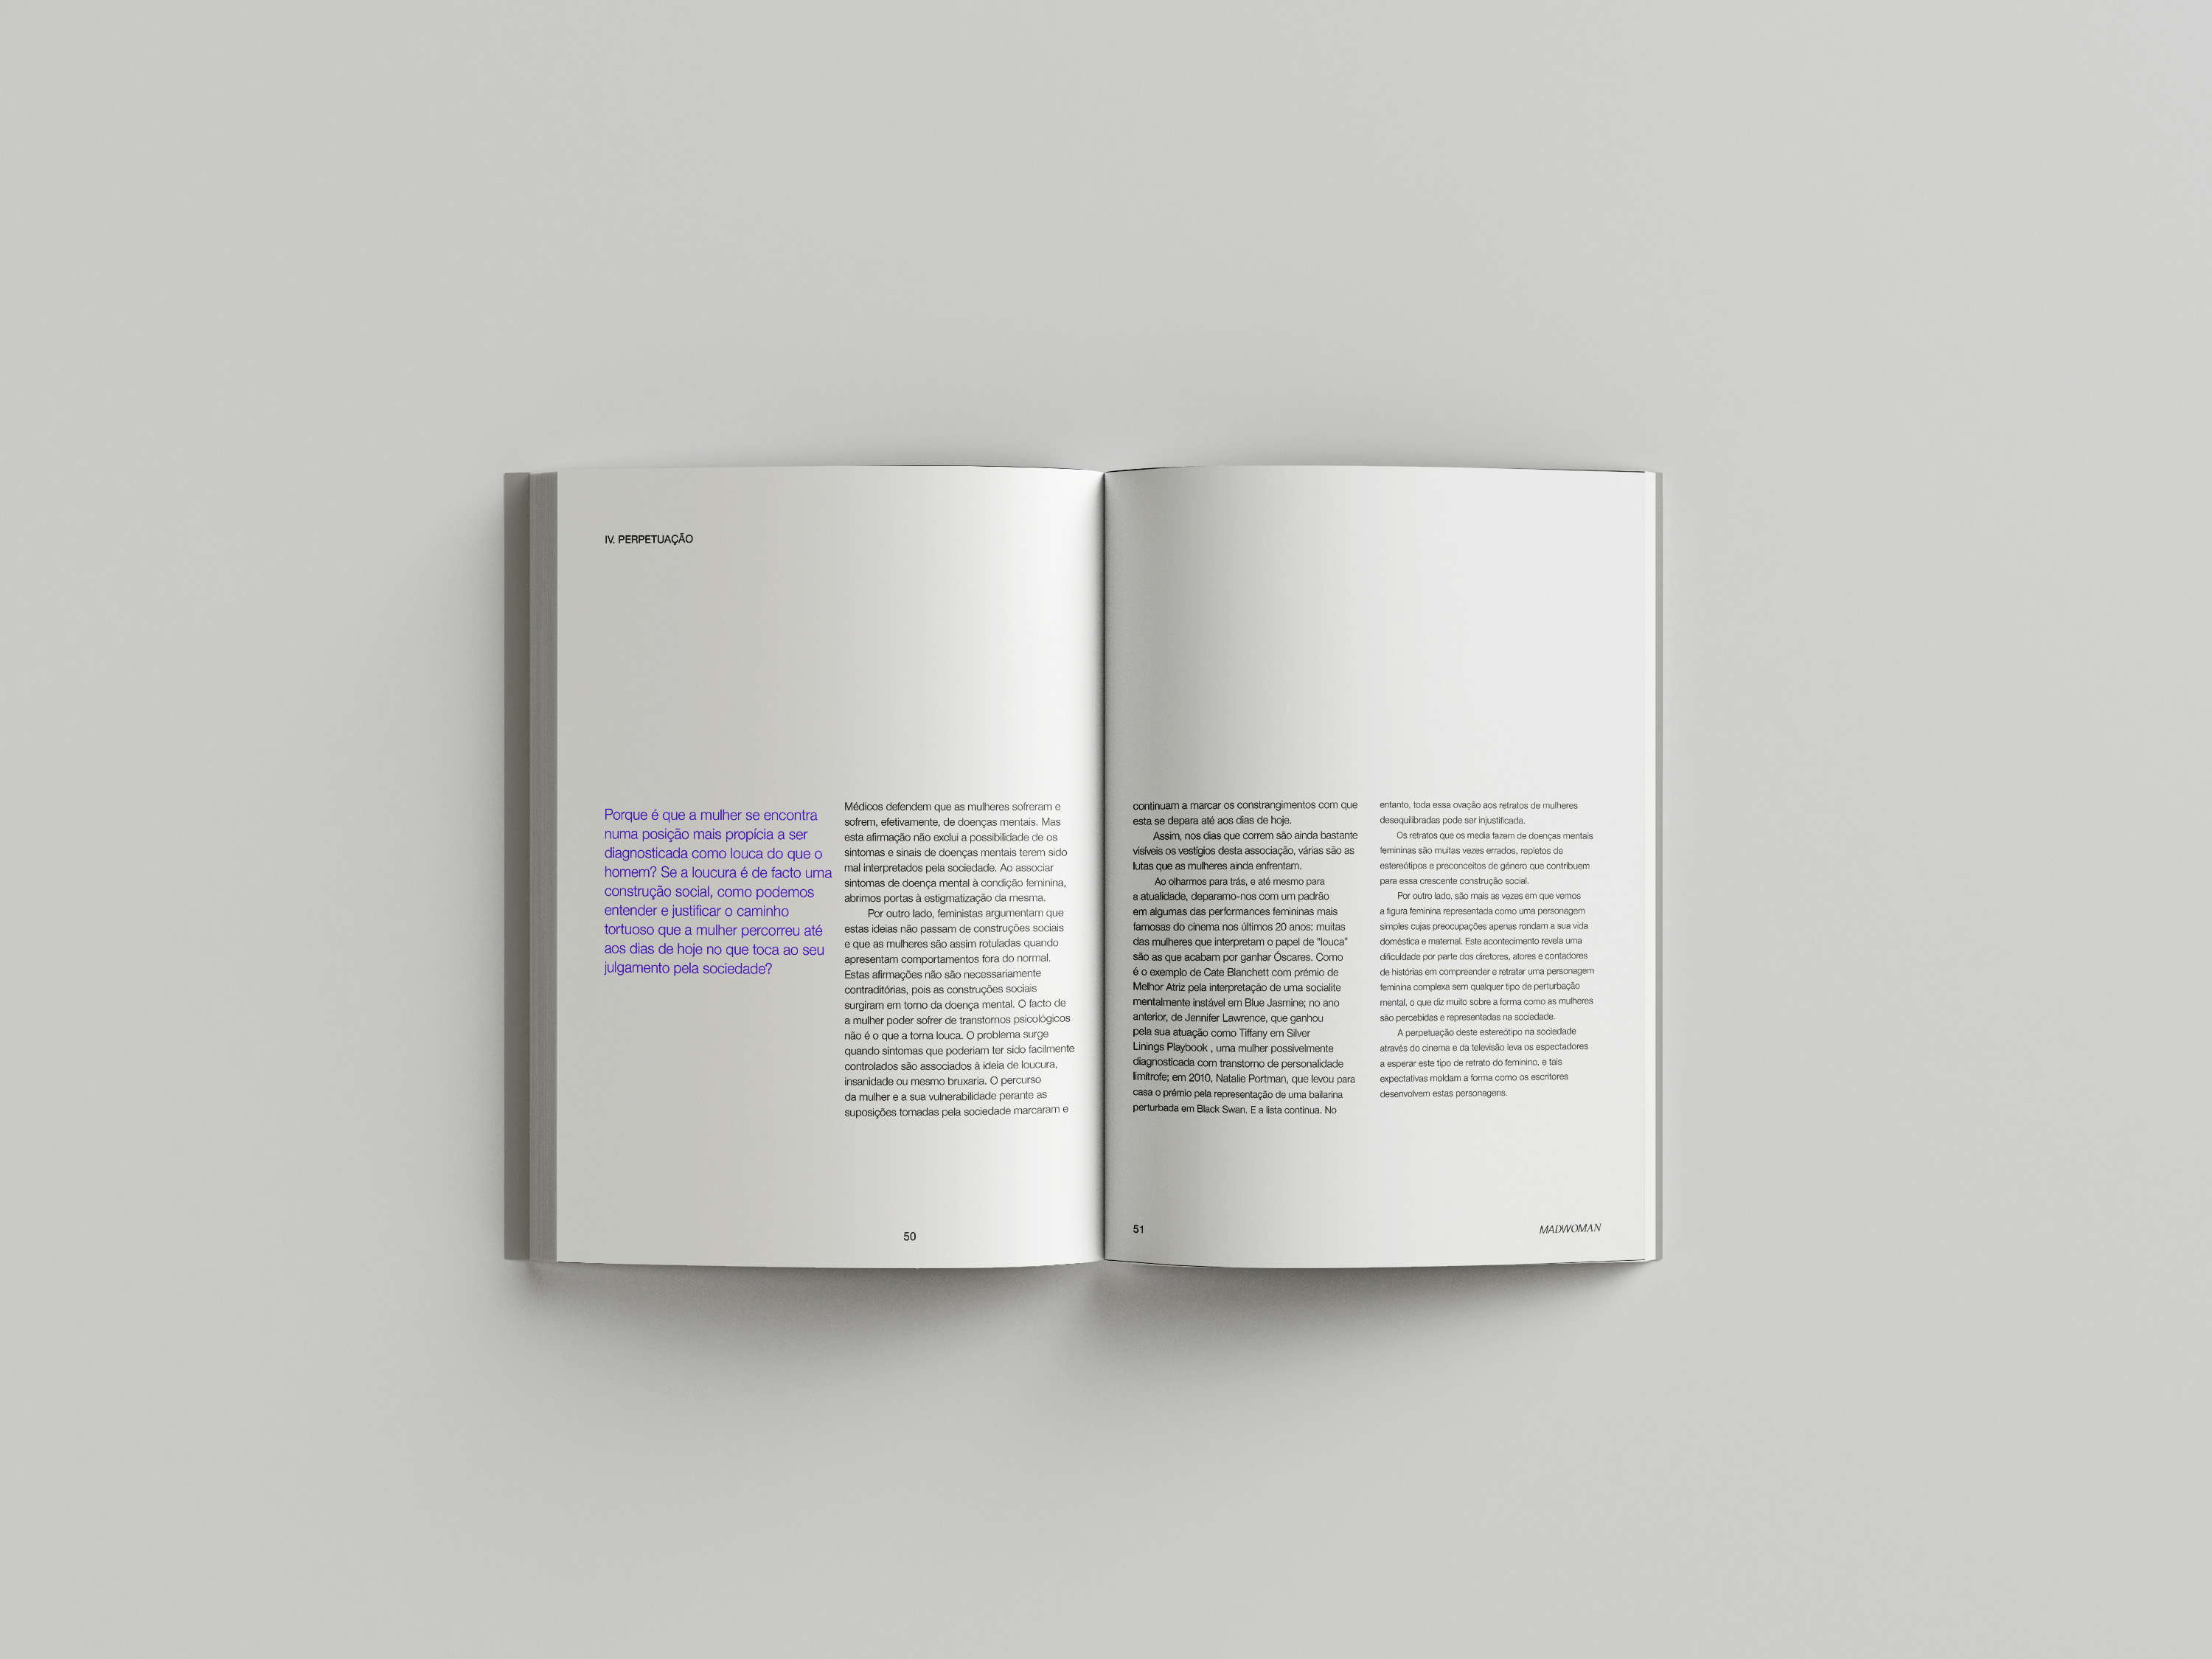 IV. PERPETUAÇÃO
Porque é que a mulher se encontra
numa posição mais propícia a ser
diagnosticada como louca do que o
homem? Se a loucura é de facto uma
construção social, como podemos
entender e justificar o caminho
tortuoso que a mulher percorreu até
aos dias de hoje no que toca ao seu
julgamento pela sociedade?
Médicos defendem que as mulheres sofreram e
sofrem, efetivamente, de doenças mentais. Mas
esta afirmação não exclui a possibilidade de os
sintomas e sinais de doenças mentais terem sido
mal interpretados pela sociedade. Ao associar
sintomas de doença mental à condição feminina,
abrimos portas à estigmatização da mesma.
Por outro lado, feministas argumentam que
estas ideias não passam de construções sociais
e que as mulheres são assim rotuladas quando
apresentam comportamentos fora do normal.
Estas afirmações não são necessariamente
contraditórias, pois as construções sociais
surgiram em torno da doença mental. O facto de
a mulher poder sofrer de transtornos psicológicos
não é o que a torna louca. O problema surge
quando sintomas que poderiam ter sido facilmente
controlados são associados à ideia de loucura,
insanidade ou mesmo bruxaria. O percurso
da mulher e a sua vulnerabilidade perante as
suposições tomadas pela sociedade marcaram e
50
continuam a marcar os constrangimentos com que
esta se depara até aos dias de hoje.
Assim, nos dias que correm são ainda bastante
visíveis os vestígios desta associação, várias são as
lutas que as mulheres ainda enfrentam.
Ao olharmos para trás, e até mesmo para
a atualidade, deparamo-nos com um padrão
em algumas das performances femininas mais
famosas do cinema nos últimos 20 anos: muitas
das mulheres que interpretam o papel de "louca"
são as que acabam por ganhar Óscares. Como
é o exemplo de Cate Blanchett com prémio de
Melhor Atriz pela interpretação de uma socialite
mentalmente instável em Blue Jasmine; no ano
anterior, de Jennifer Lawrence, que ganhou
pela sua atuação como Tiffany em Silver
Linings Playbook , uma mulher possivelmente
diagnosticada com transtorno de personalidade
limítrofe; em 2010, Natalie Portman, que levou para
casa o prémio pela representação de uma bailarina
perturbada em Black Swan. E a lista continua. No
entanto, toda essa ovação aos retratos de mulheres
desequilibradas pode ser injustificada.
Os retratos que os media fazem de doenças mentais
femininas são muitas vezes errados, repletos de
estereótipos e preconceitos de género que contribuem
para essa crescente construção social.
Por outro lado, são mais as vezes em que vemos
a figura feminina representada como uma personagem
simples cujas preocupações apenas rondam a sua vida
doméstica e maternal. Este acontecimento revela uma
dificuldade por parte dos diretores, atores e contadores
de histórias em compreender e retratar uma personagem
feminina complexa sem qualquer tipo de perturbação
mental, o que diz muito sobre a forma como as mulheres
são percebidas e representadas na sociedade.
A perpetuação deste estereótipo na sociedade
através do cinema e da televisão leva os espectadores
a esperar este tipo de retrato do feminino, e tais
expectativas moldam a forma como os escritores
desenvolvem estas personagens.
51
MADWOMAN